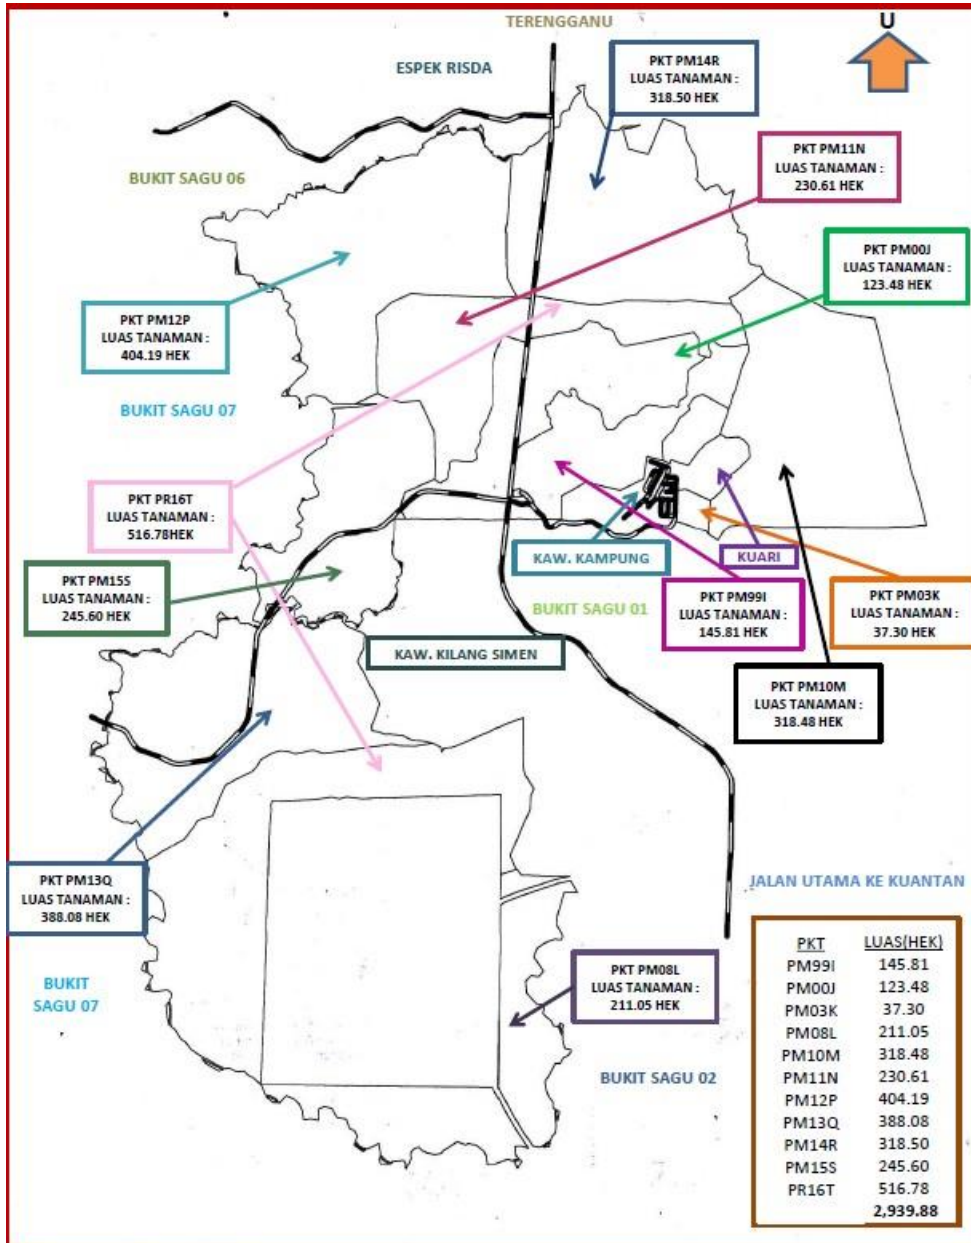 TERENGGANU
U
ESPEK RISDA
PKT PM14R
LUAS TANAMAN :
318.50 HEK
BUKIT SAGU 06
PKT PM11N
LUAS TANAMAN :
230.61 HEK
PKT PM00J
LUAS TANAMAN :
123.48 HEK
PKT PM12P
LUAS TANAMAN :
404.19 HEK
BUKIT SAGU 07
PKT PR16T
LUAS TANAMAN :
516.78HEK
KAW. KAMPUNG
KUARI
PKT PM15S
LUAS TANAMAN :
245.60 HEK
BUKIT SAGU 01
PKT PM99I
LUAS TANAMAN :
145.81 HEK
PKT PM03K
LUAS TANAMAN :
37.30 HEK
KAW. KILANG SIMEN
PKT PM10M
LUAS TANAMAN :
318.48 HEK
PKT PM13Q
LUAS TANAMAN :
388.08 HEK
JALAN UTAMA KE KUANTAN
BUKIT
SAGU 07
PKT PM08L
LUAS TANAMAN :
211.05 HEK
BUKIT SAGU 02
PKT LUAS(HEK)
PM99I 145.81
PM00J 123.48
PM03K 37.30
PM08L 211.05
PM10M 318.48
PM11N 230.61
PM12P 404.19
PM13Q 388.08
PM14R 318.50
PM15S 245.60
PR16T 516.78
2,939.88